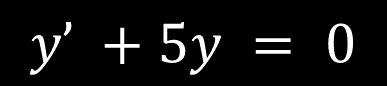 y’ + 5y = 0